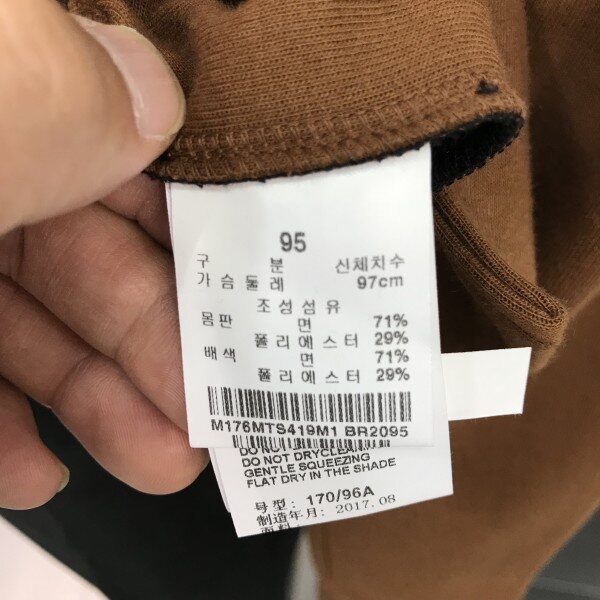 95
구 분 신체치수
가슴둘레 97cm
조성섬유
몸판 면 71%
폴리에스터 29%
배색 면 71%
폴리에스터 29%
M176MTS419M1 BR2095
DO NOT DRYCLEAN
GENTLE SQUEEZING
FLAT DRY IN THE SHADE
号型: 170/96A
制造年月: 2017.08